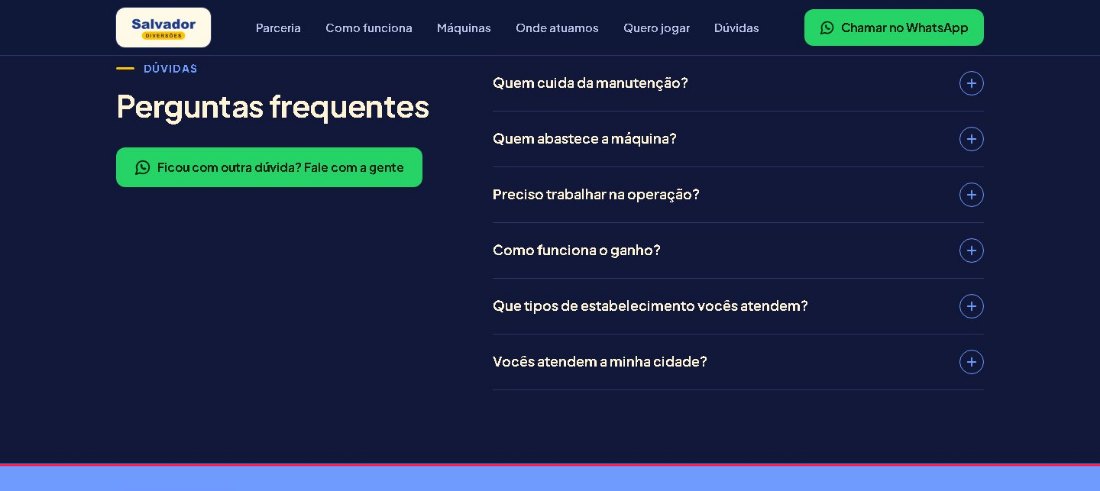 Salvador
DIVERSÕES
Parceria
Como funciona
Máquinas
Onde atuamos
Quero jogar
Dúvidas
Chamar no WhatsApp
DÚVIDAS
Perguntas frequentes
Ficou com outra dúvida? Fale com a gente
Quem cuida da manutenção?
Quem abastece a máquina?
Preciso trabalhar na operação?
Como funciona o ganho?
Que tipos de estabelecimento vocês atendem?
Vocês atendem a minha cidade?